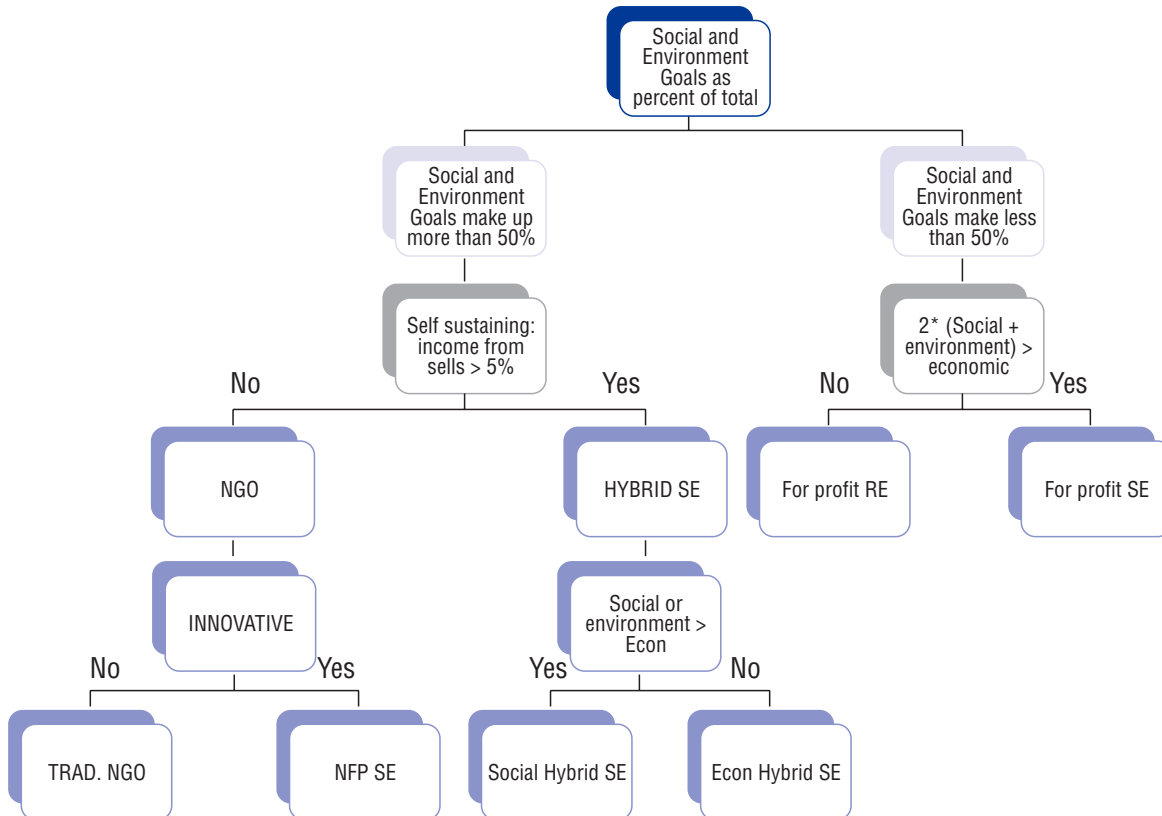 Social and
Environment
Goals as
percent of total
Social and
Environment
Goals make up
more than 50%
Social and
Environment
Goals make less
than 50%
Self sustaining:
income from
sells > 5%
2* (Social +
environment) >
economic
No
Yes
No
Yes
NGO
HYBRID SE
For profit RE
For profit SE
INNOVATIVE
Social or
environment >
Econ
No
Yes
Yes
No
TRAD. NGO
NFP SE
Social Hybrid SE
Econ Hybrid SE